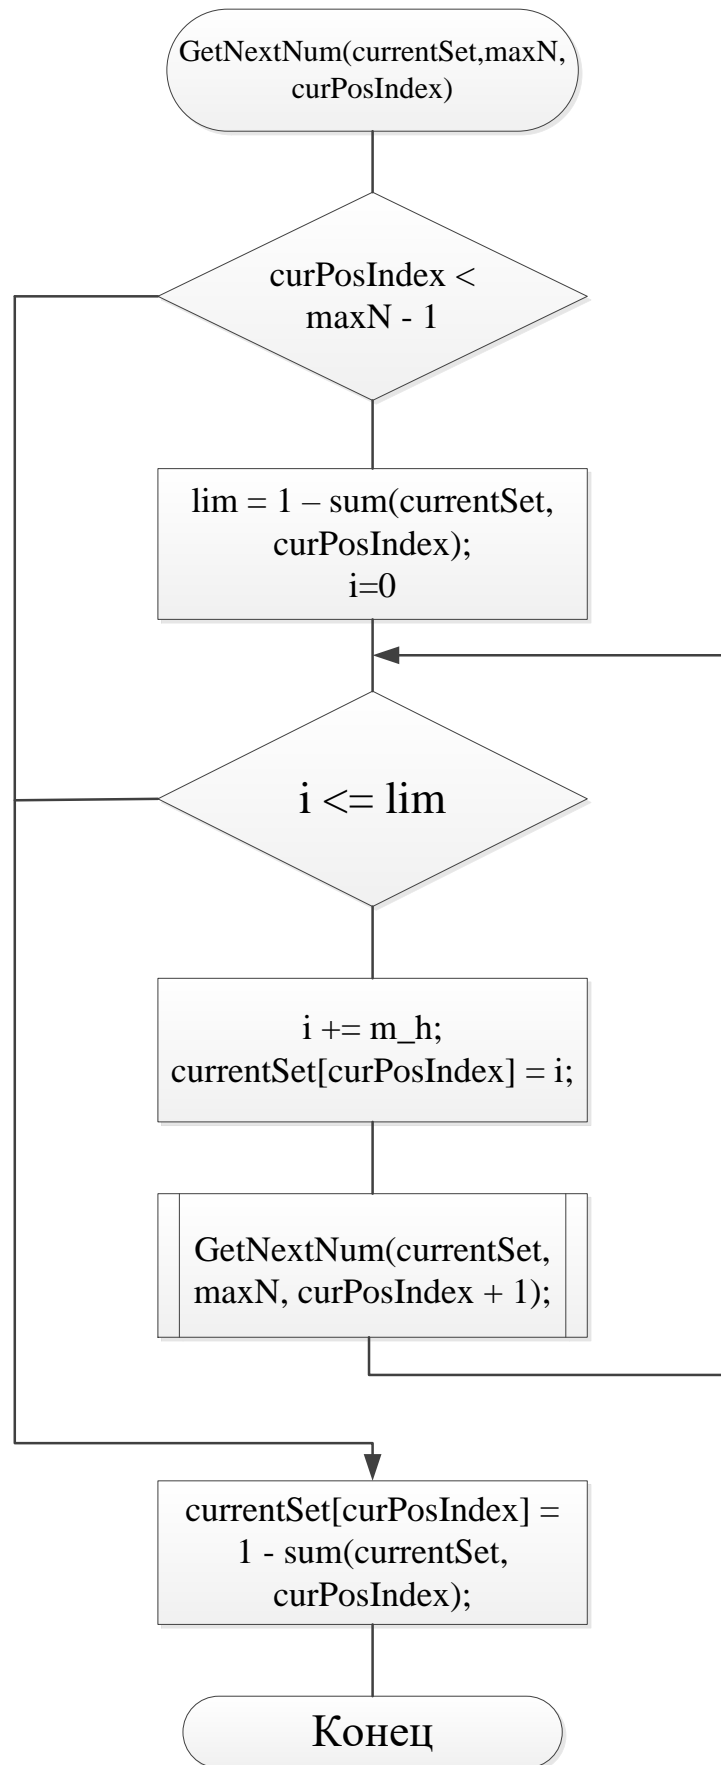 GetNextNum(currentSet,maxN,
curPosIndex)
curPosIndex <
maxN - 1
lim = 1 – sum(currentSet,
curPosIndex);
i=0
i <= lim
i += m_h;
currentSet[curPosIndex] = i;
GetNextNum(currentSet,
maxN, curPosIndex + 1);
currentSet[curPosIndex] =
1 - sum(currentSet,
curPosIndex);
Конец